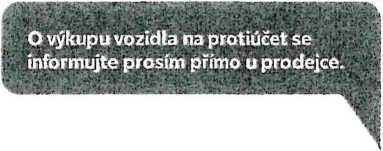 O výkupu vozidla na protiúčet se
informujte prosím přímo u prodejce.